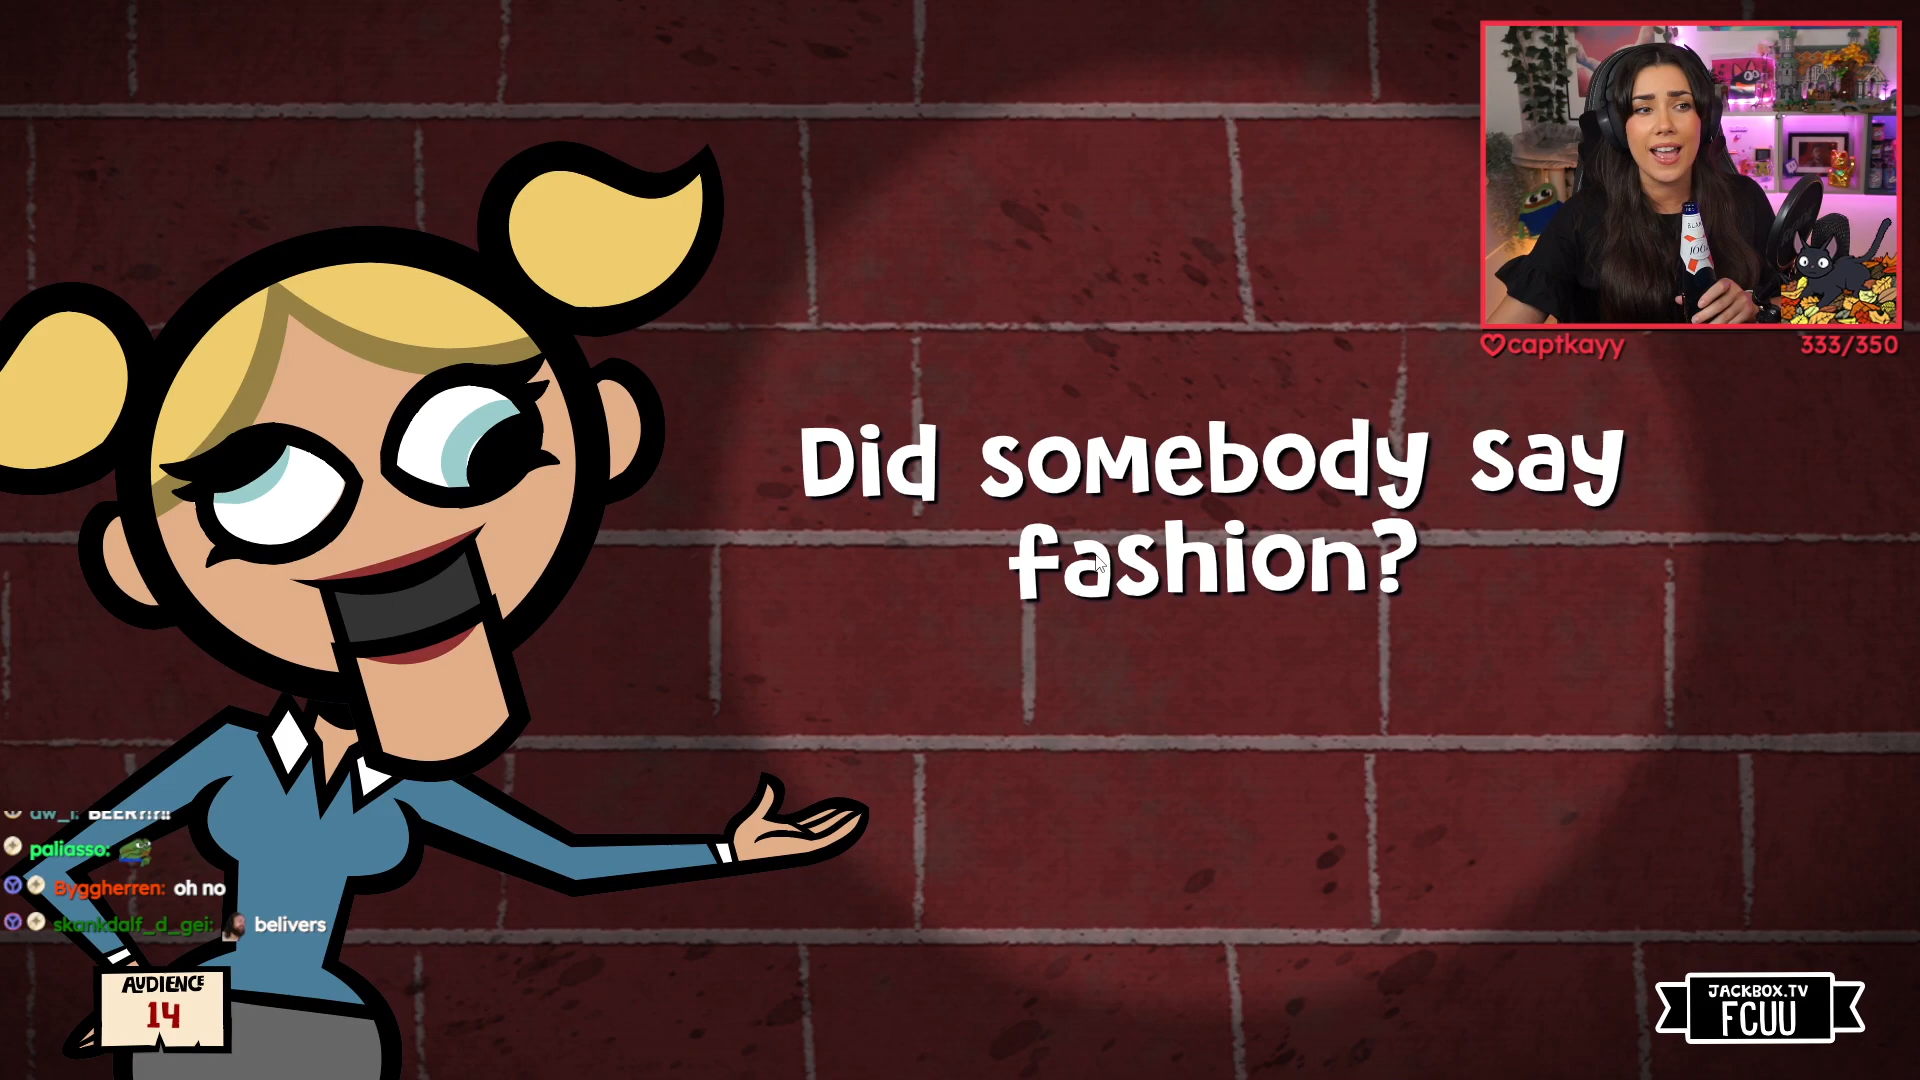 captkayy 333/350
Did somebody say
fashion?
paliasso:
Byggherren: oh no
skankdalf_d_gei: belivers
AUDIENCE
14
JACKBOX.TV
FCUU